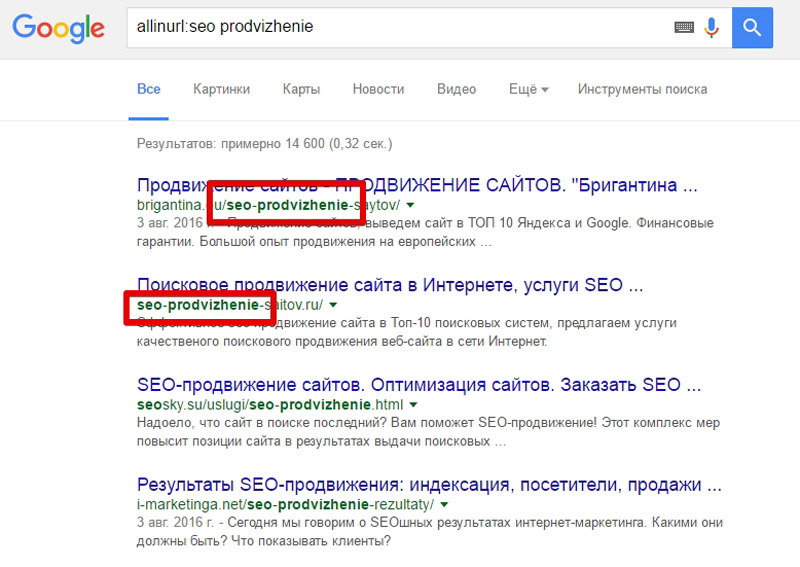 Google
allinurl:seo prodvizhenie
Все Картинки Карты Новости Видео Ещё Инструменты поиска
Результатов: примерно 14 600 (0,32 сек.)
Продвижение сайтов - ПРОДВИЖЕНИЕ САЙТОВ. "Бригантина ...
brigantina.ru/seo-prodvizhenie-saytov/
3 авг. 2016 г. - Продвижение сайтов, выведем сайт в ТОП 10 Яндекса и Google. Финансовые
гарантии. Большой опыт продвижения на европейских ...
Поисковое продвижение сайта в Интернете, услуги SEO ...
seo-prodvizhenie-saitov.ru/
Эффективное seo продвижение сайта в Топ-10 поисковых систем, предлагаем услуги
качественого поискового продвижения веб-сайта в сети Интернет.
SEO-продвижение сайтов. Оптимизация сайтов. Заказать SEO ...
seosky.su/uslugi/seo-prodvizhenie.html
Надоело, что сайт в поиске последний? Вам поможет SEO-продвижение! Этот комплекс мер
повысит позиции сайта в результатах выдачи поисковых ...
Результаты SEO-продвижения: индексация, посетители, продажи ...
i-marketinga.net/seo-prodvizhenie-rezultaty/
3 авг. 2016 г. - Сегодня мы говорим о SEOшных результатах интернет-маркетинга. Какими они
должны быть? Что показывать клиенты?